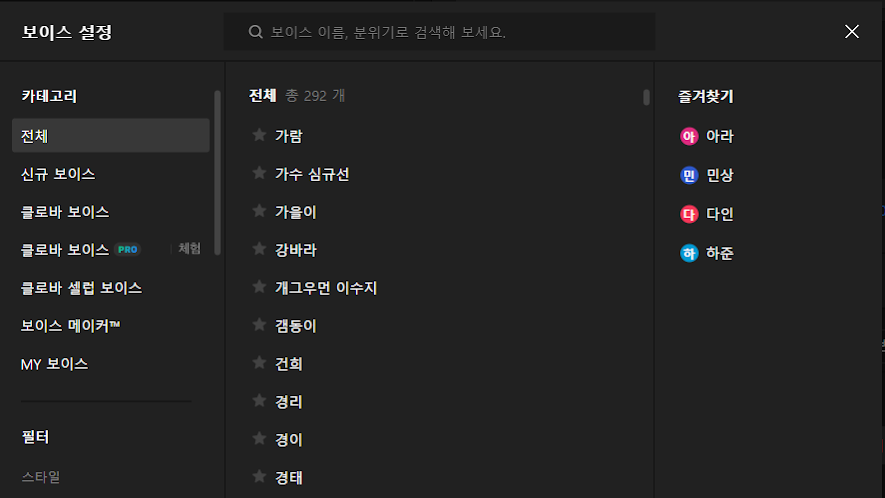 보이스 설정
보이스 이름, 분위기로 검색해 보세요.
카테고리
전체
신규 보이스
클로바 보이스
클로바 보이스 PRO 체험
클로바 셀럽 보이스
보이스 메이커™
MY 보이스
필터
스타일
전체 총 292 개
가람
가수 심규선
가을이
강바라
개그우먼 이수지
갬동이
건희
경리
경이
경태
즐겨찾기
아 아라
민 민상
다 다인
하 하준